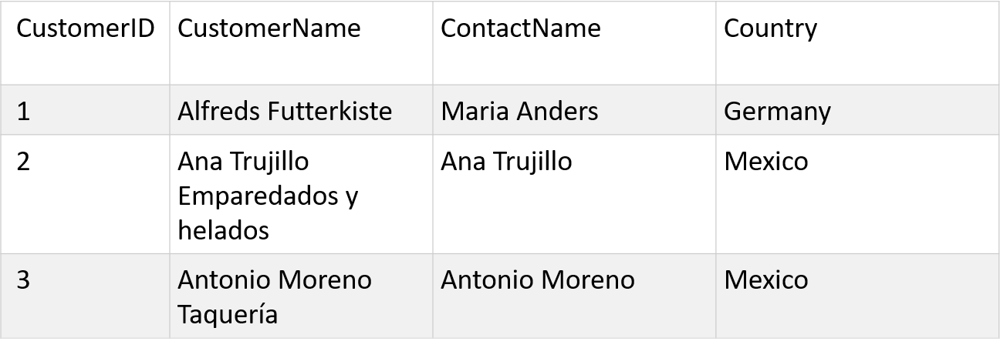 CustomerID CustomerName ContactName Country
1 Alfreds Futterkiste Maria Anders Germany
2 Ana Trujillo Ana Trujillo Mexico
Emparedados y
helados
3 Antonio Moreno Antonio Moreno Mexico
Taquería